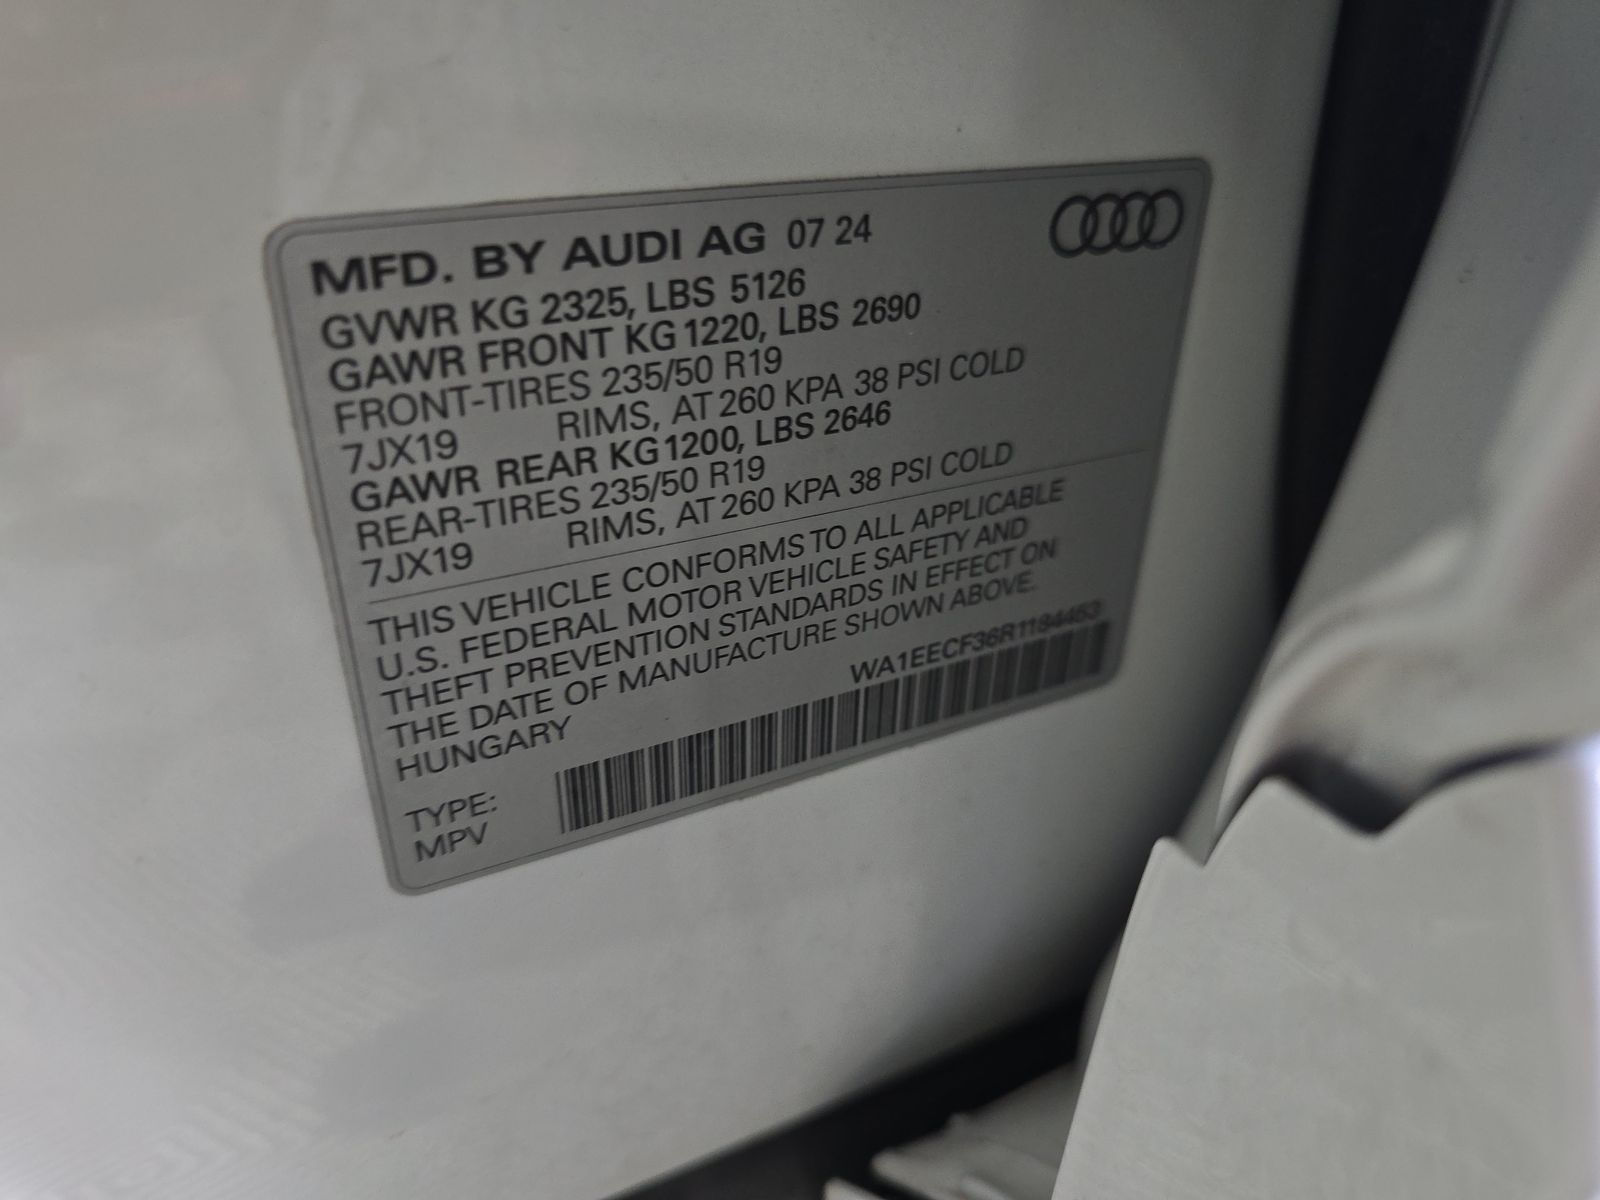 MFD. BY AUDI AG 07 24
GVWR KG 2325, LBS 5126
GAWR FRONT KG 1220, LBS 2690
FRONT-TIRES 235/50 R19
7JX19 RIMS, AT 260 KPA 38 PSI COLD
GAWR REAR KG 1200, LBS 2646
REAR-TIRES 235/50 R19
7JX19 RIMS, AT 260 KPA 38 PSI COLD
THIS VEHICLE CONFORMS TO ALL APPLICABLE
U.S. FEDERAL MOTOR VEHICLE SAFETY AND
THEFT PREVENTION STANDARDS IN EFFECT ON
THE DATE OF MANUFACTURE SHOWN ABOVE.
HUNGARY
WA1EECF36R1184463
TYPE:
MPV